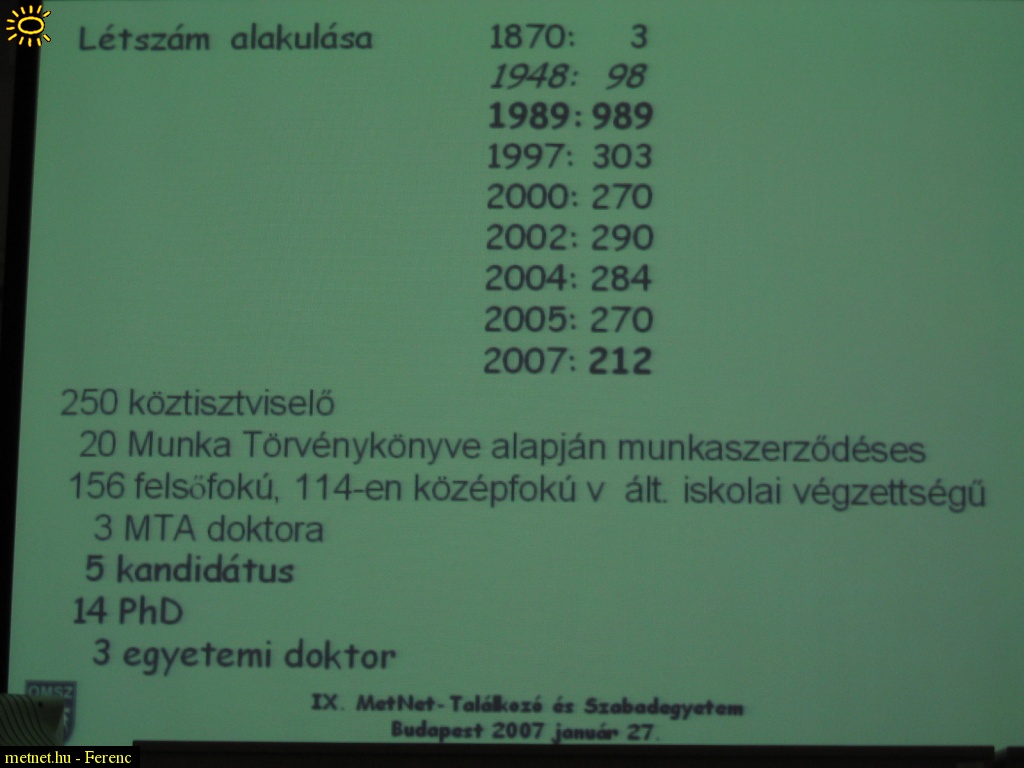 Létszám alakulása 1870: 3
1948: 98
1989: 989
1997: 303
2000: 270
2002: 290
2004: 284
2005: 270
2007: 212
250 köztisztviselő
20 Munka Törvénykönyve alapján munkaszerződéses
156 felsőfokú, 114-en középfokú v ált. iskolai végzettségű
3 MTA doktora
5 kandidátus
14 PhD
3 egyetemi doktor
OMSZ
IX. MetNet-Találkozó és Szabadegyetem
Budapest 2007 január 27.
metnet.hu - Ferenc